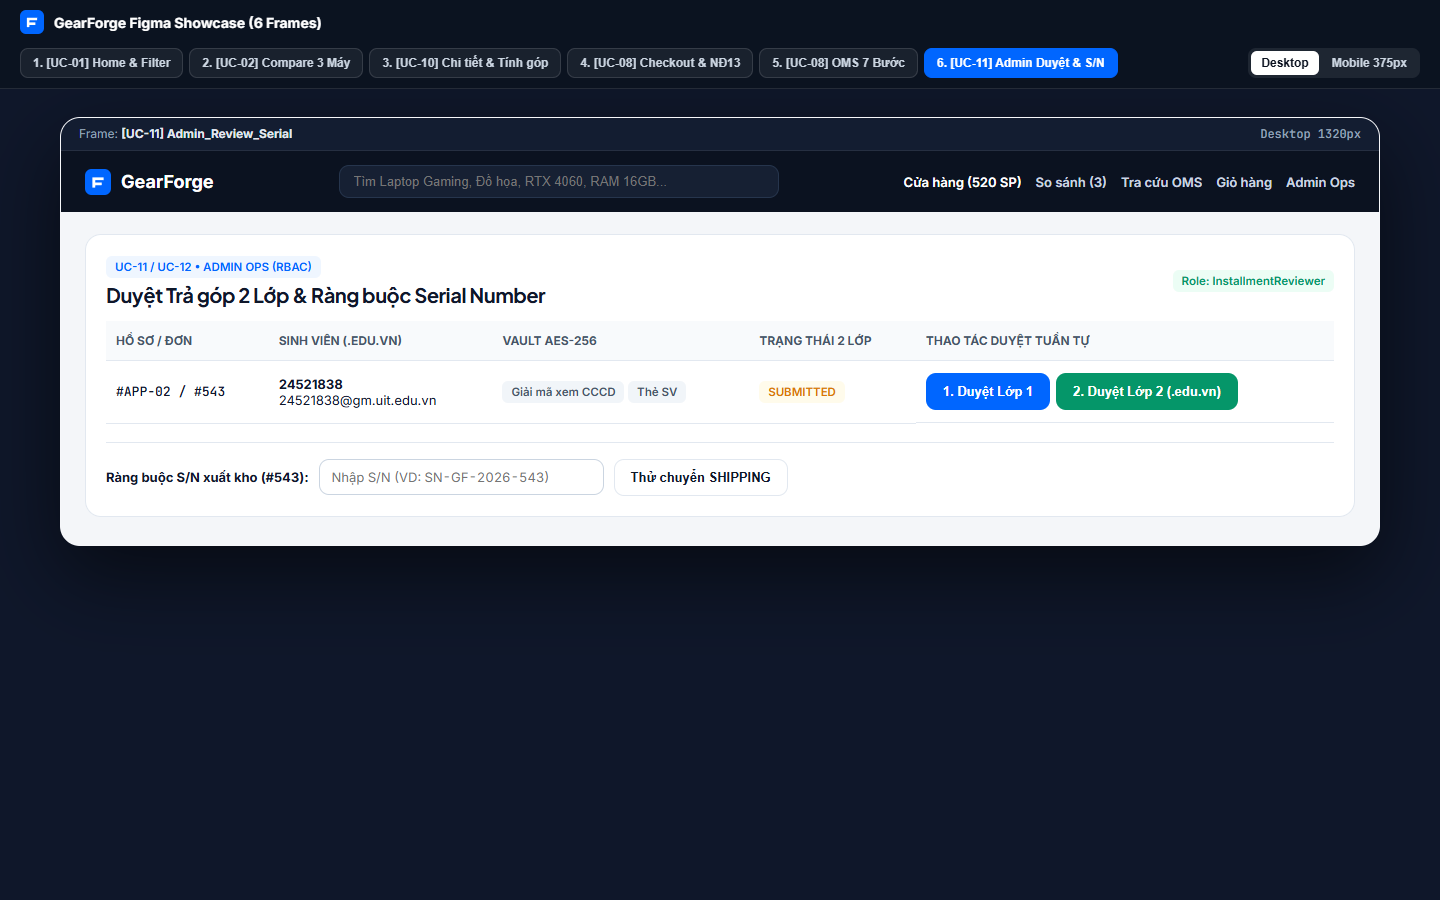 GearForge Figma Showcase (6 Frames)
1. [UC-01] Home & Filter
2. [UC-02] Compare 3 Máy
3. [UC-10] Chi tiết & Tính góp
4. [UC-08] Checkout & NĐ13
5. [UC-08] OMS 7 Bước
6. [UC-11] Admin Duyệt & S/N
Desktop
Mobile 375px
Frame: [UC-11] Admin_Review_Serial
Desktop 1320px
GearForge
Tìm Laptop Gaming, Đồ họa, RTX 4060, RAM 16GB...
Cửa hàng (520 SP)
So sánh (3)
Tra cứu OMS
Giỏ hàng
Admin Ops
UC-11 / UC-12 • ADMIN OPS (RBAC)
Duyệt Trả góp 2 Lớp & Ràng buộc Serial Number
Role: InstallmentReviewer
HỒ SƠ / ĐƠN
SINH VIÊN (.EDU.VN)
VAULT AES-256
TRẠNG THÁI 2 LỚP
THAO TÁC DUYỆT TUẦN TỰ
#APP-02 / #543
24521838
24521838@gm.uit.edu.vn
Giải mã xem CCCD
Thẻ SV
SUBMITTED
1. Duyệt Lớp 1
2. Duyệt Lớp 2 (.edu.vn)
Ràng buộc S/N xuất kho (#543):
Nhập S/N (VD: SN-GF-2026-543)
Thử chuyển SHIPPING